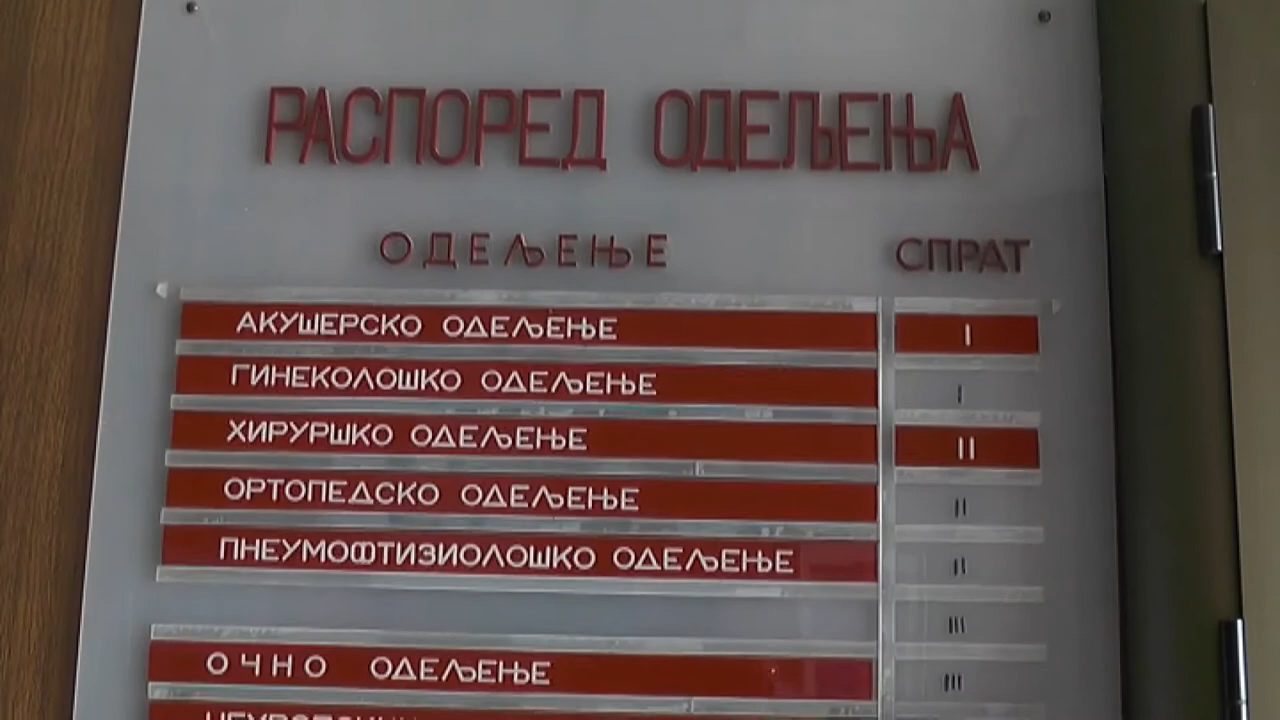 РАСПОРЕД ОДЕЉЕЊА
ОДЕЉЕЊЕ СПРАТ
АКУШЕРСКО ОДЕЉЕЊЕ I
ГИНЕКОЛОШКО ОДЕЉЕЊЕ I
ХИРУРШКО ОДЕЉЕЊЕ II
ОРТОПЕДСКО ОДЕЉЕЊЕ II
ПНЕУМОФТИЗИОЛОШКО ОДЕЉЕЊЕ II
III
ОЧНО ОДЕЉЕЊЕ III